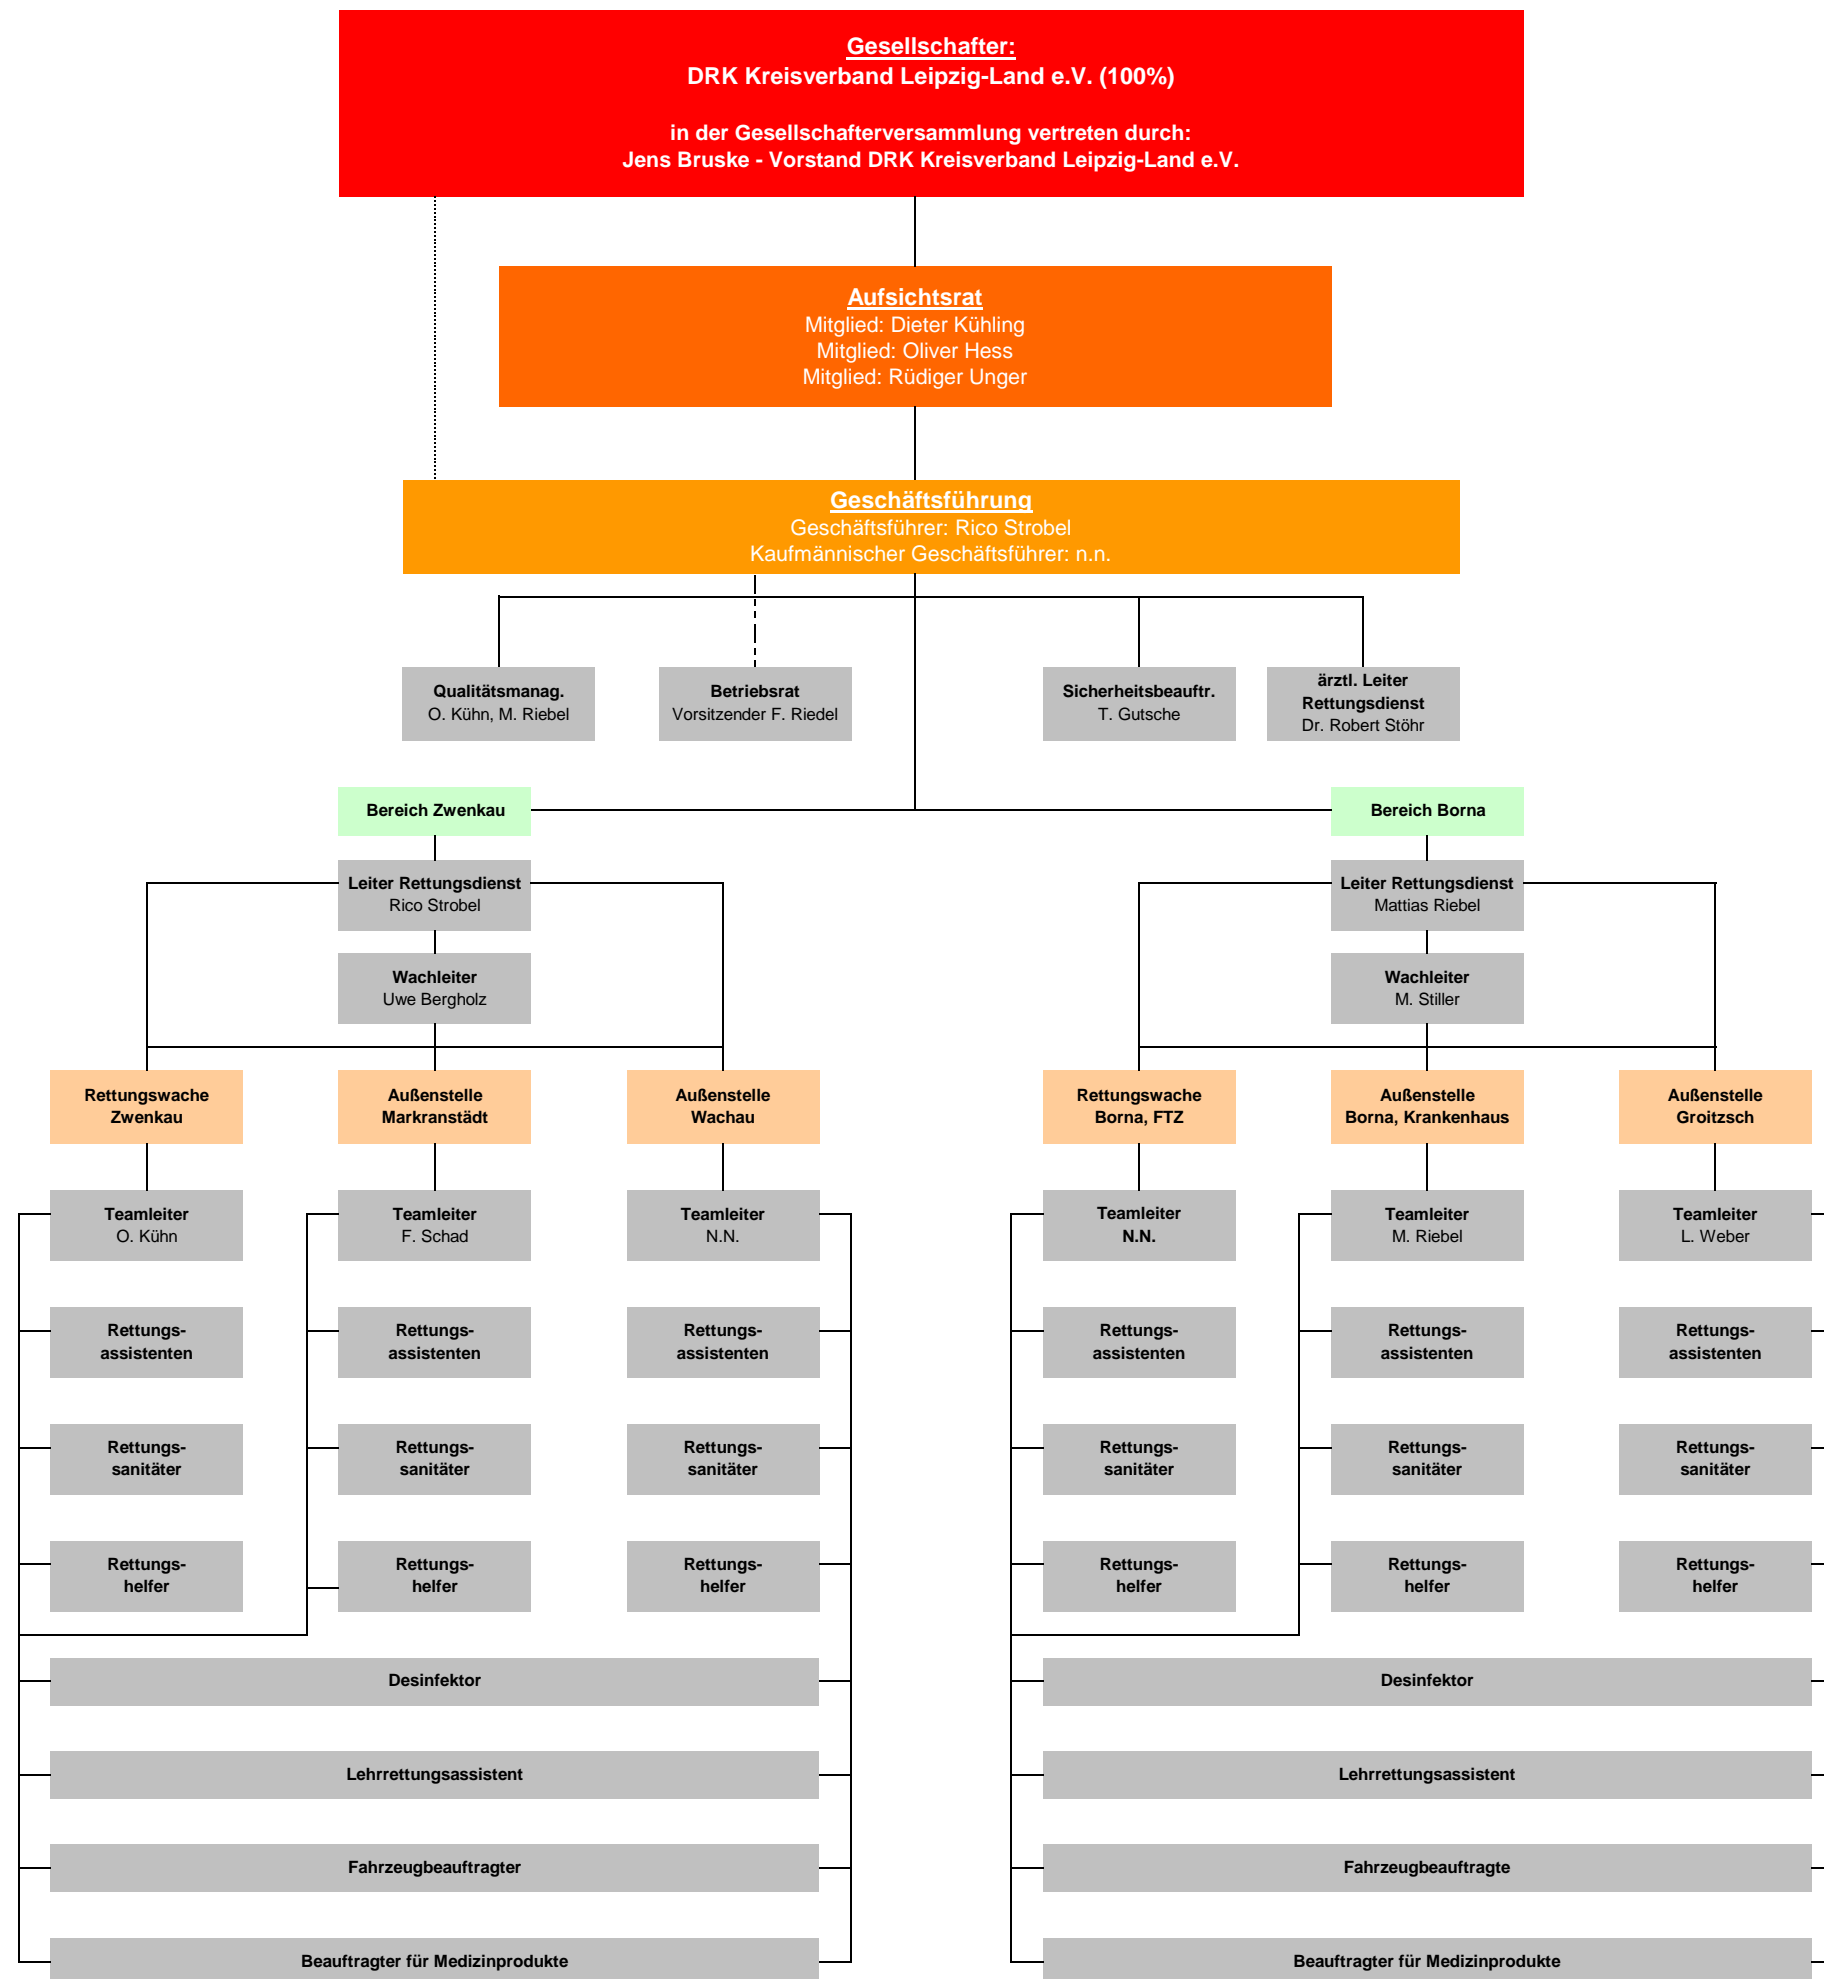 Gesellschafter:
DRK Kreisverband Leipzig-Land e.V. (100%)
in der Gesellschafterversammlung vertreten durch:
Jens Bruske - Vorstand DRK Kreisverband Leipzig-Land e.V.
Aufsichtsrat
Mitglied: Dieter Kühling
Mitglied: Oliver Hess
Mitglied: Rüdiger Unger
Geschäftsführung
Geschäftsführer: Rico Strobel
Kaufmännischer Geschäftsführer: n.n.
Qualitätsmanag.
O. Kühn, M. Riebel
Betriebsrat
Vorsitzender F. Riedel
Sicherheitsbeauftr.
T. Gutsche
ärztl. Leiter
Rettungsdienst
Dr. Robert Stöhr
Bereich Zwenkau
Bereich Borna
Leiter Rettungsdienst
Rico Strobel
Leiter Rettungsdienst
Mattias Riebel
Wachleiter
Uwe Bergholz
Wachleiter
M. Stiller
Rettungswache
Zwenkau
Außenstelle
Markranstädt
Außenstelle
Wachau
Rettungswache
Borna, FTZ
Außenstelle
Borna, Krankenhaus
Außenstelle
Groitzsch
Teamleiter
O. Kühn
Teamleiter
F. Schad
Teamleiter
N.N.
Teamleiter
N.N.
Teamleiter
M. Riebel
Teamleiter
L. Weber
Rettungs-
assistenten
Rettungs-
assistenten
Rettungs-
assistenten
Rettungs-
assistenten
Rettungs-
assistenten
Rettungs-
assistenten
Rettungs-
sanitäter
Rettungs-
sanitäter
Rettungs-
sanitäter
Rettungs-
sanitäter
Rettungs-
sanitäter
Rettungs-
sanitäter
Rettungs-
helfer
Rettungs-
helfer
Rettungs-
helfer
Rettungs-
helfer
Rettungs-
helfer
Rettungs-
helfer
Desinfektor
Desinfektor
Lehrrettungsassistent
Lehrrettungsassistent
Fahrzeugbeauftragter
Fahrzeugbeauftragte
Beauftragter für Medizinprodukte
Beauftragter für Medizinprodukte